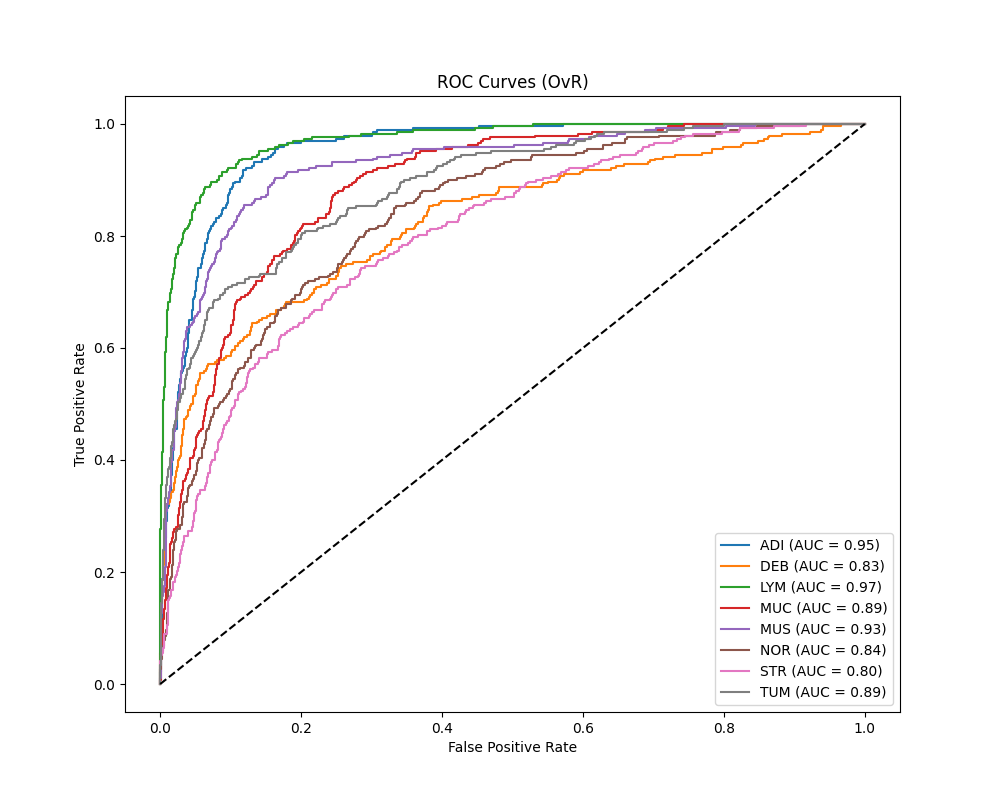 ROC Curves (OvR)
True Positive Rate
1.0
0.8
0.6
0.4
0.2
0.0
ADI (AUC = 0.95)
DEB (AUC = 0.83)
LYM (AUC = 0.97)
MUC (AUC = 0.89)
MUS (AUC = 0.93)
NOR (AUC = 0.84)
STR (AUC = 0.80)
TUM (AUC = 0.89)
0.0 0.2 0.4 0.6 0.8 1.0
False Positive Rate